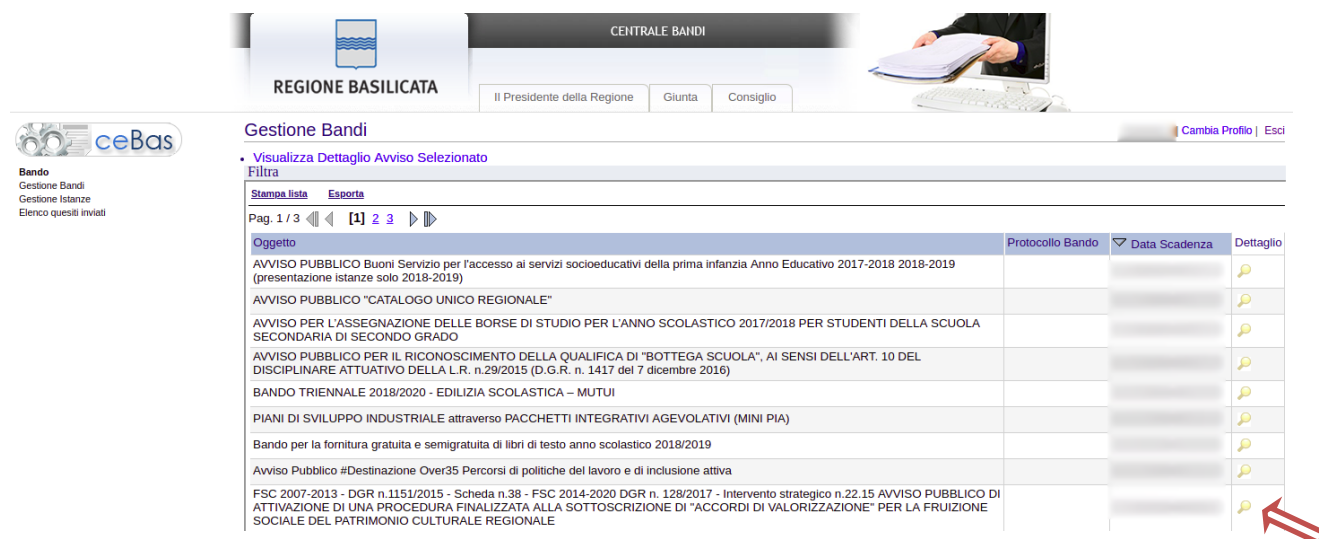 CENTRALE BANDI
REGIONE BASILICATA
Il Presidente della Regione
Giunta
Consiglio
ceBas
Gestione Bandi
Cambia Profilo | Esci
Visualizza Dettaglio Avviso Selezionato
Bando
Filtra
Gestione Bandi
Stampa lista Esporta
Gestione Istanze
Elenco quesiti inviati
Pag. 1 / 3 [1] 2 3
Oggetto Protocollo Bando Data Scadenza Dettaglio
AVVISO PUBBLICO Buoni Servizio per l'accesso ai servizi socioeducativi della prima infanzia Anno Educativo 2017-2018 2018-2019
(presentazione istanze solo 2018-2019)
AVVISO PUBBLICO "CATALOGO UNICO REGIONALE"
AVVISO PER L'ASSEGNAZIONE DELLE BORSE DI STUDIO PER L'ANNO SCOLASTICO 2017/2018 PER STUDENTI DELLA SCUOLA
SECONDARIA DI SECONDO GRADO
AVVISO PUBBLICO PER IL RICONOSCIMENTO DELLA QUALIFICA DI "BOTTEGA SCUOLA", AI SENSI DELL'ART. 10 DEL
DISCIPLINARE ATTUATIVO DELLA L.R. n.29/2015 (D.G.R. n. 1417 del 7 dicembre 2016)
BANDO TRIENNALE 2018/2020 - EDILIZIA SCOLASTICA – MUTUI
PIANI DI SVILUPPO INDUSTRIALE attraverso PACCHETTI INTEGRATIVI AGEVOLATIVI (MINI PIA)
Bando per la fornitura gratuita e semigratuita di libri di testo anno scolastico 2018/2019
Avviso Pubblico #Destinazione Over35 Percorsi di politiche del lavoro e di inclusione attiva
FSC 2007-2013 - DGR n.1151/2015 - Scheda n.38 - FSC 2014-2020 DGR n. 128/2017 - Intervento strategico n.22.15 AVVISO PUBBLICO DI
ATTIVAZIONE DI UNA PROCEDURA FINALIZZATA ALLA SOTTOSCRIZIONE DI "ACCORDI DI VALORIZZAZIONE" PER LA FRUIZIONE
SOCIALE DEL PATRIMONIO CULTURALE REGIONALE